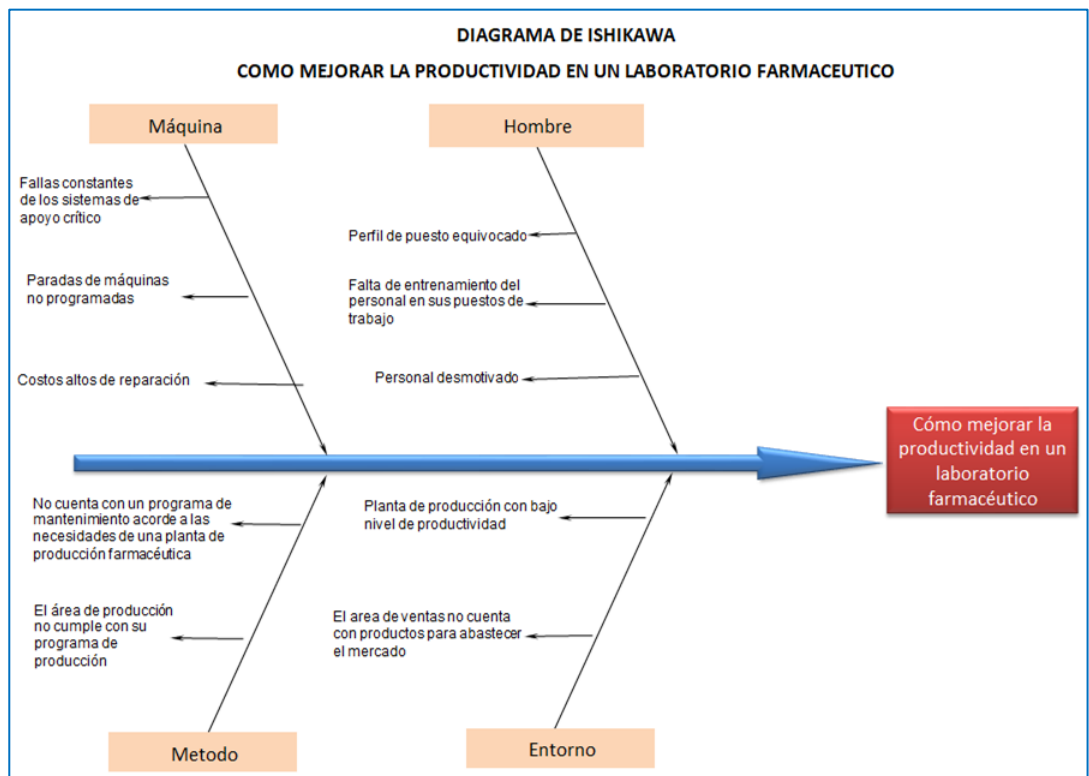 DIAGRAMA DE ISHIKAWA
COMO MEJORAR LA PRODUCTIVIDAD EN UN LABORATORIO FARMACEUTICO
Máquina
Hombre
Fallas constantes
de los sistemas de
apoyo crítico
Paradas de máquinas
no programadas
Costos altos de reparación
Perfil de puesto equivocado
Falta de entrenamiento del
personal en sus puestos de
trabajo
Personal desmotivado
Cómo mejorar la
productividad en un
laboratorio
farmacéutico
No cuenta con un programa de
mantenimiento acorde a las
necesidades de una planta de
producción farmacéutica
El área de producción
no cumple con su
programa de
producción
Planta de producción con bajo
nivel de productividad
El area de ventas no cuenta
con productos para abastecer
el mercado
Metodo
Entorno